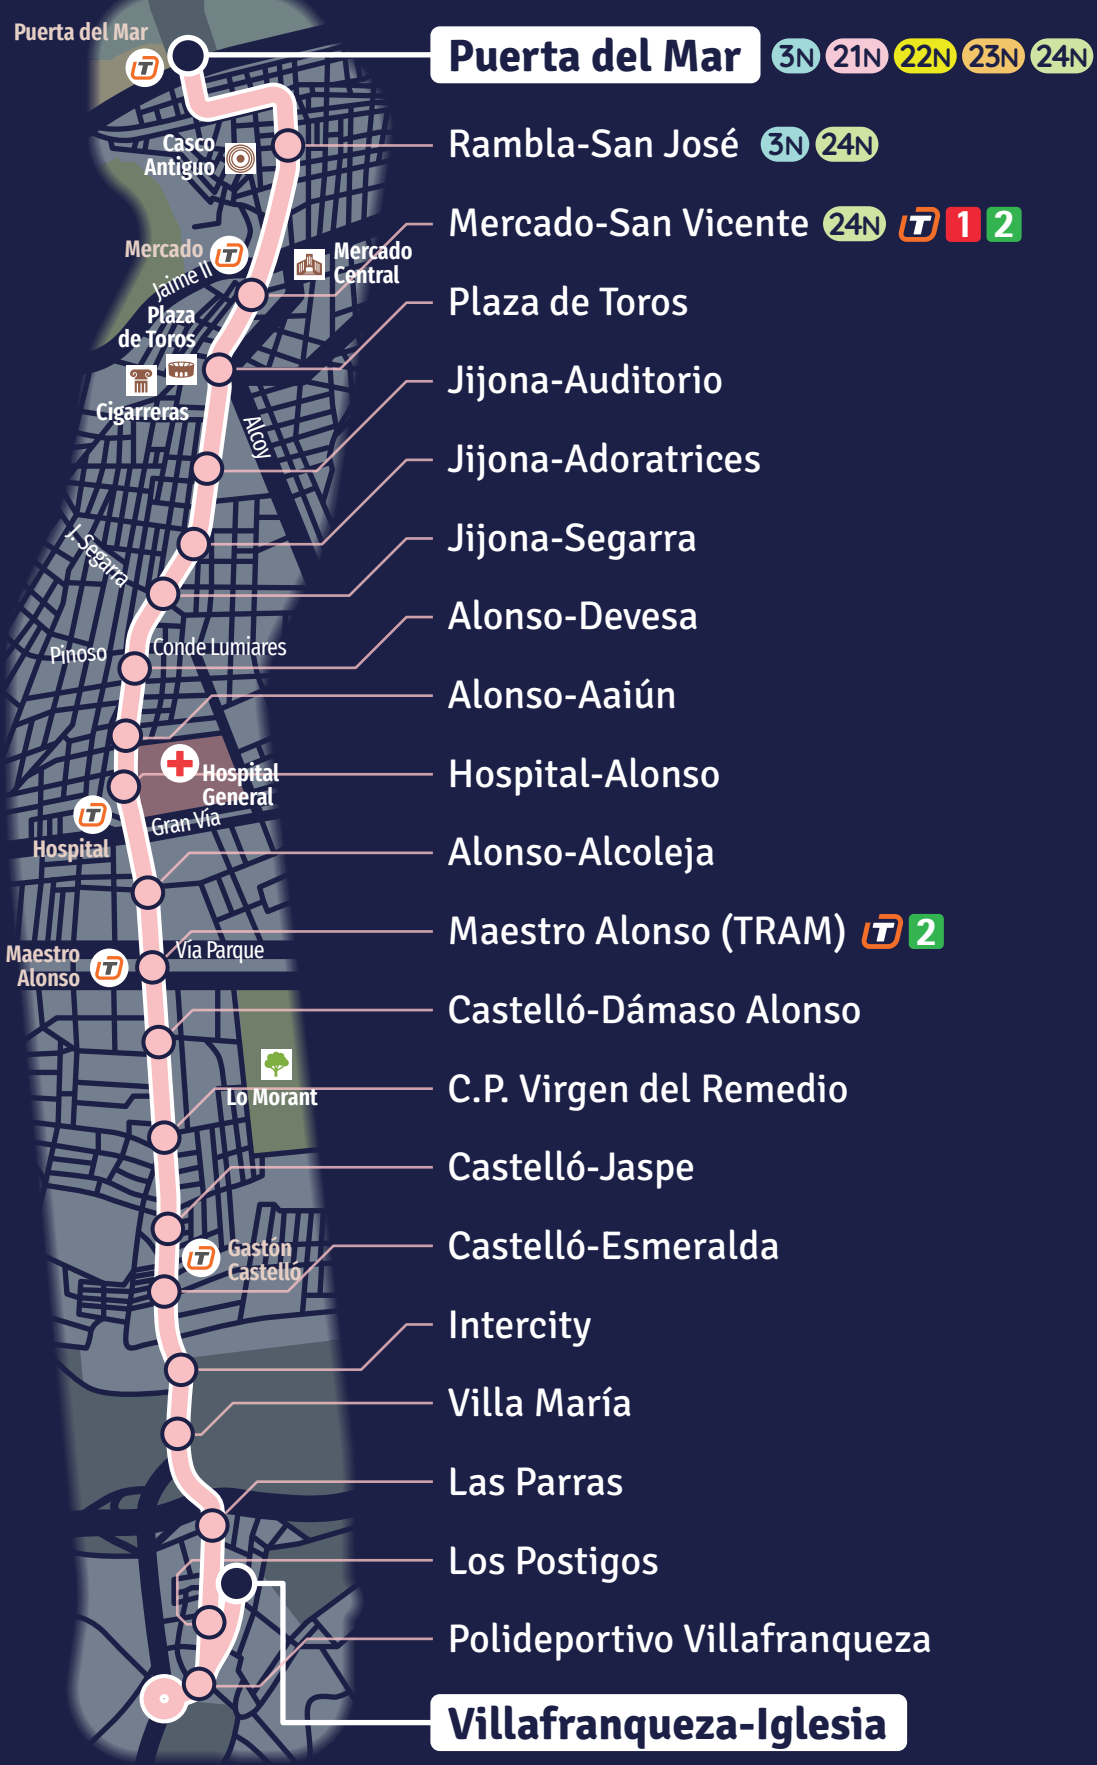 Puerta del Mar
T
Puerta del Mar 3N 21N 22N 23N 24N
Casco
Antiguo
Rambla-San José 3N 24N
Mercado
T
Mercado-San Vicente 24N T 1 2
Mercado
Central
Jaime II
Plaza
de Toros
Plaza de Toros
Cigarreras
Alcoy
Jijona-Auditorio
Jijona-Adoratrices
J. Segarra
Jijona-Segarra
Pinoso
Conde Lumiares
Alonso-Devesa
Alonso-Aaiún
Hospital
General
Hospital-Alonso
T
Hospital
Gran Vía
Alonso-Alcoleja
Maestro
Alonso
T
Vía Parque
Maestro Alonso (TRAM) T 2
Castelló-Dámaso Alonso
Lo Morant
C.P. Virgen del Remedio
Castelló-Jaspe
T
Gastón
Castelló
Castelló-Esmeralda
Intercity
Villa María
Las Parras
Los Postigos
Polideportivo Villafranqueza
Villafranqueza-Iglesia